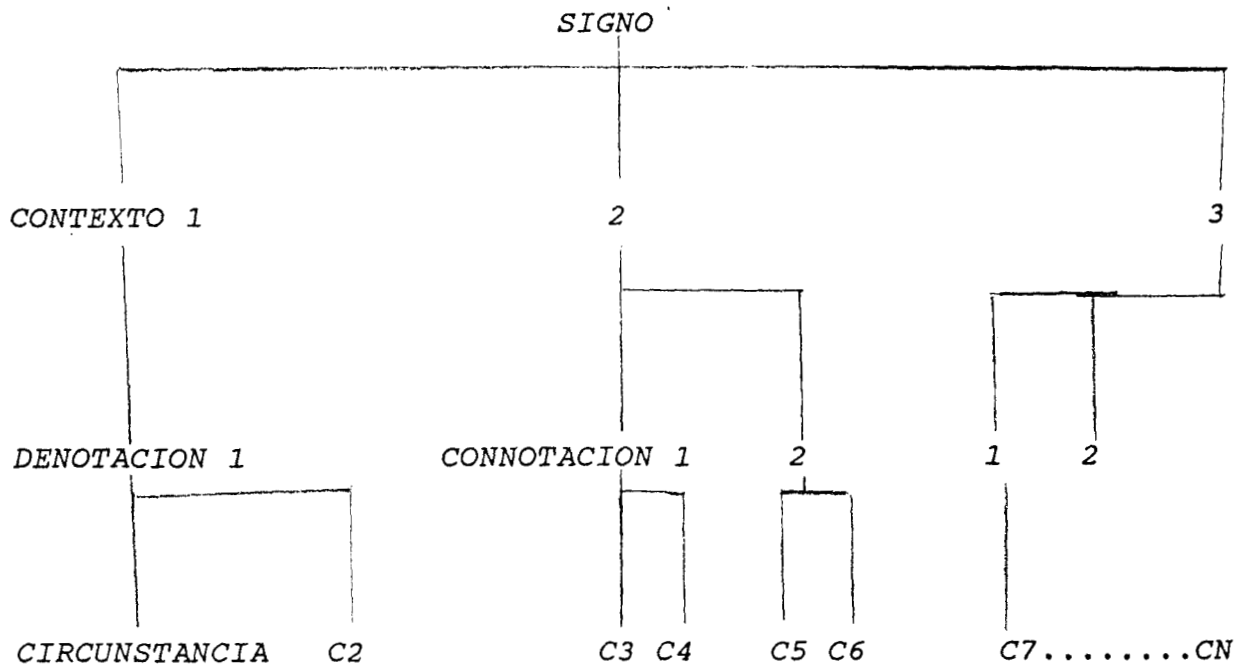 SIGNO
CONTEXTO 1 2 3
DENOTACION 1 CONNOTACION 1 2 1 2
CIRCUNSTANCIA C2 C3 C4 C5 C6 C7........CN